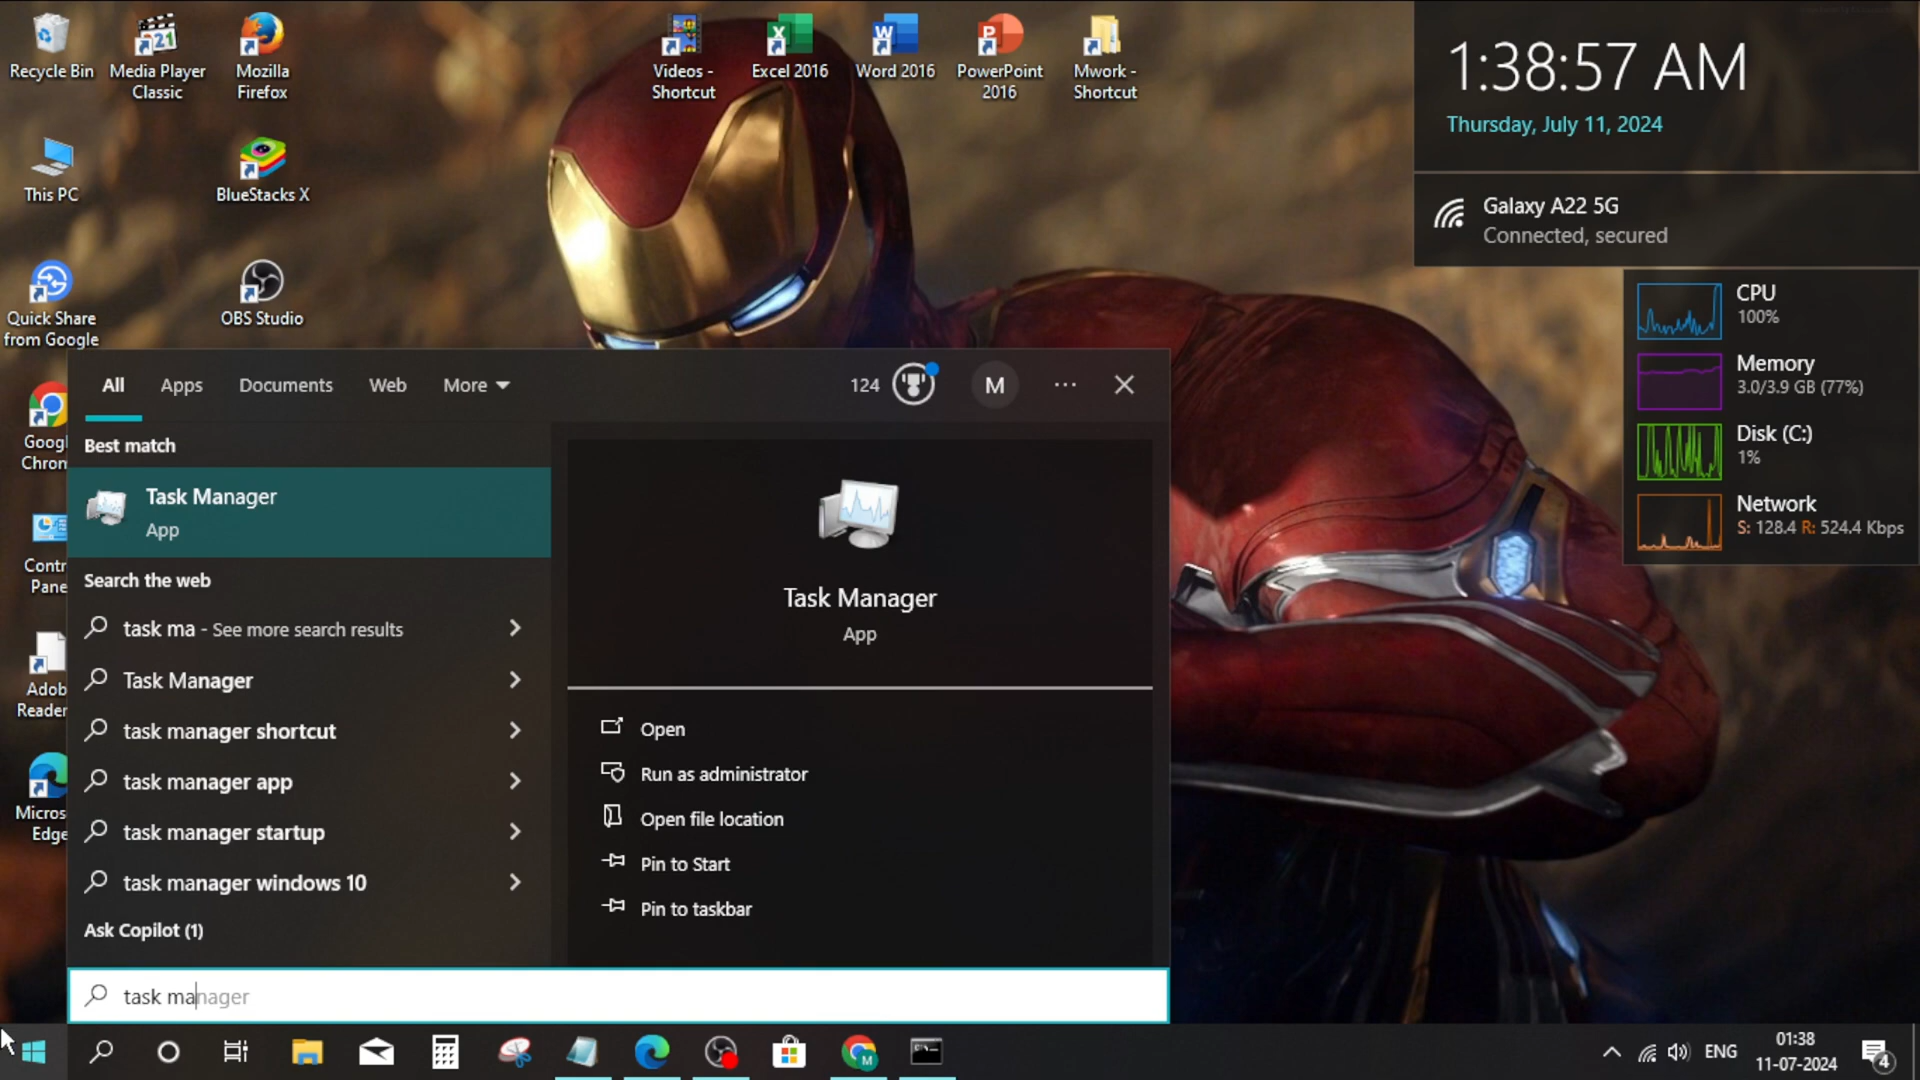 Recycle Bin
Media Player
Classic
Mozilla
Firefox
Videos -
Shortcut
Excel 2016
Word 2016
PowerPoint
2016
Mwork -
Shortcut
This PC
BlueStacks X
Quick Share
from Google
OBS Studio
Googl
Chrom
Contr
Pane
Adob
Reader
Micros
Edge
1:38:57 AM
Thursday, July 11, 2024
Galaxy A22 5G
Connected, secured
CPU
100%
Memory
3.0/3.9 GB (77%)
Disk (C:)
1%
Network
S: 128.4 R: 524.4 Kbps
All
Apps
Documents
Web
More
124
M
Best match
Task Manager
App
Search the web
task ma - See more search results
Task Manager
task manager shortcut
task manager app
task manager startup
task manager windows 10
Ask Copilot (1)
Task Manager
App
Open
Run as administrator
Open file location
Pin to Start
Pin to taskbar
task manager
ENG
01:38
11-07-2024
4